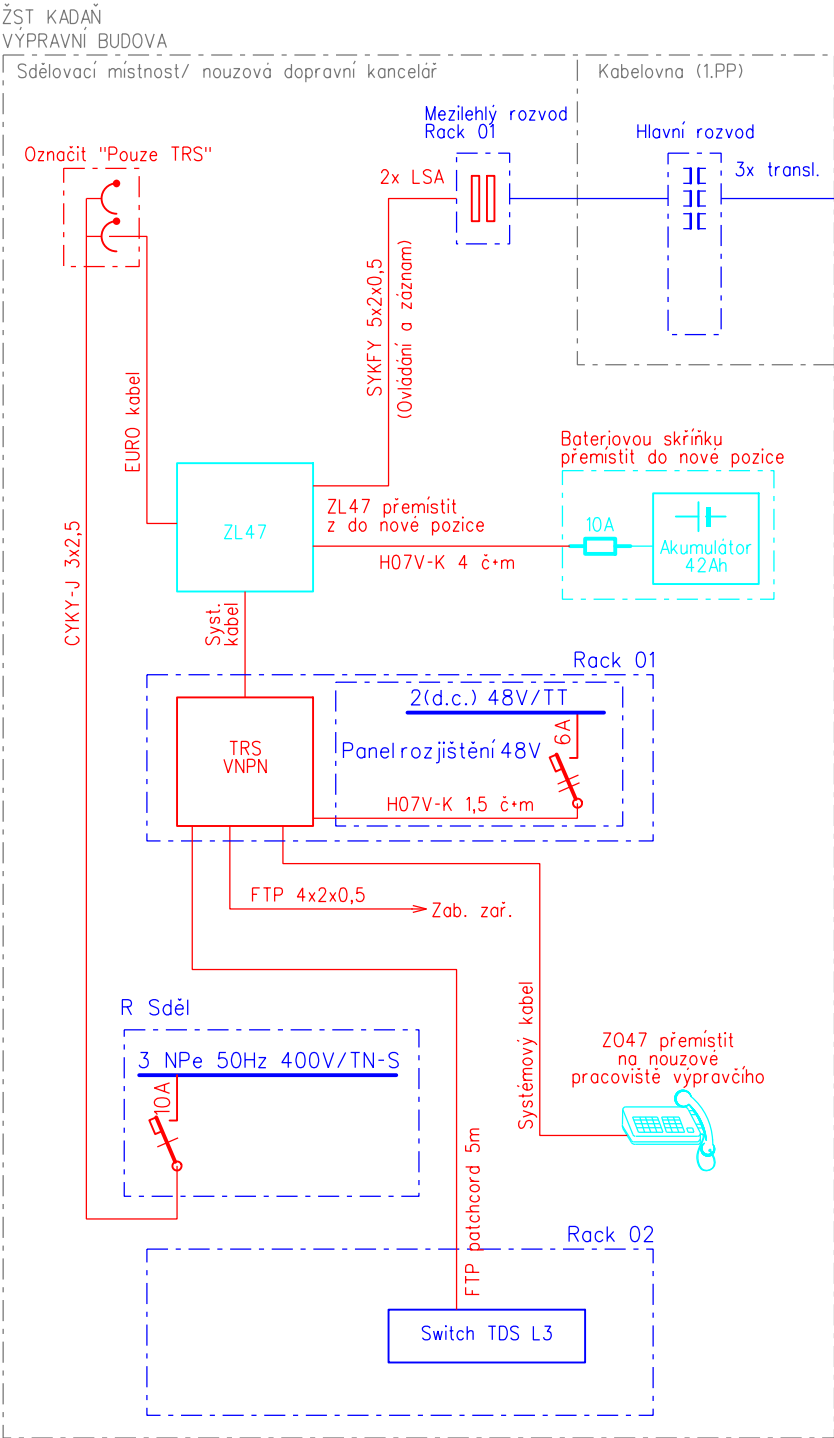 ŽST KADAŇ
VÝPRAVNÍ BUDOVA
Sdělovací místnost/ nouzová dopravní kancelář
Kabelovna (1.PP)
Mezilehlý rozvod
Rack 01
Hlavní rozvod
Označit "Pouze TRS"
2x LSA
3x transl.
SYKFY 5x2x0,5
(Ovládání a záznam)
EURO kabel
CYKY-J 3x2,5
Bateriovou skříňku
přemístit do nové pozice
ZL47
ZL47 přemístit
z do nové pozice
H07V-K 4 č+m
10A
Akumulátor
42Ah
Syst.
kabel
Rack 01
2(d.c.) 48V/TT
TRS
VNPN
Panel rozjištění 48V
6A
H07V-K 1,5 č+m
FTP 4x2x0,5
Zab. zař.
R Sděl
3 NPe 50Hz 400V/TN-S
10A
Systémový kabel
ZO47 přemístit
na nouzové
pracoviště výpravčího
FTP patchcord 5m
Rack 02
Switch TDS L3